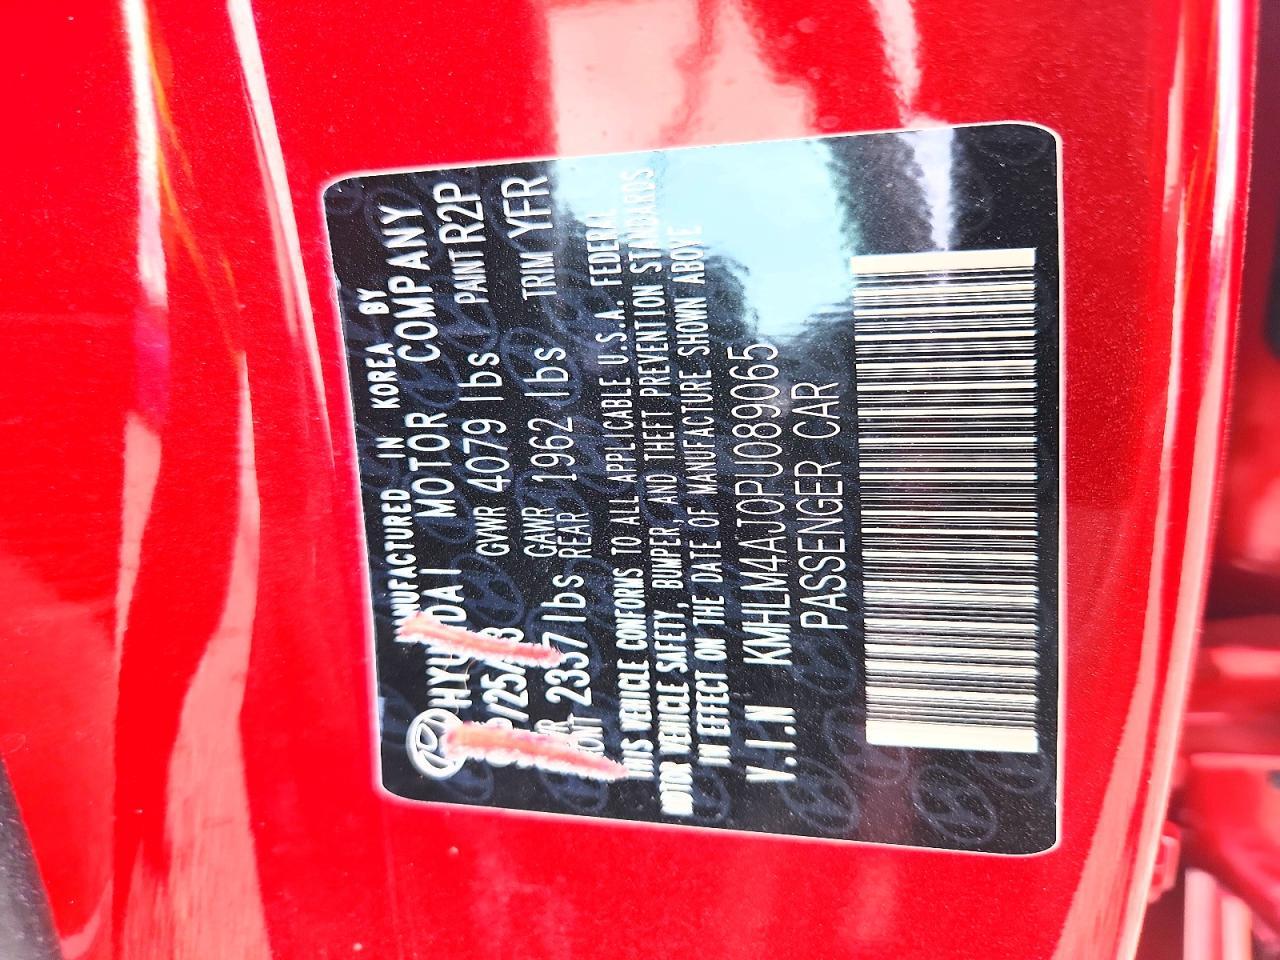 MANUFACTURED IN KOREA BY
HYUNDAI MOTOR COMPANY
/25/ GVWR 4079 lbs PAINT R2P
GAWR
2337 lbs REAR 1962 lbs TRIM YFR
THIS VEHICLE CONFORMS TO ALL APPLICABLE U.S.A. FEDERAL
MOTOR VEHICLE SAFETY, BUMPER, AND THEFT PREVENTION STANDARDS
IN EFFECT ON THE DATE OF MANUFACTURE SHOWN ABOVE
V.I.N KMHLM4AJ0PU089065
PASSENGER CAR